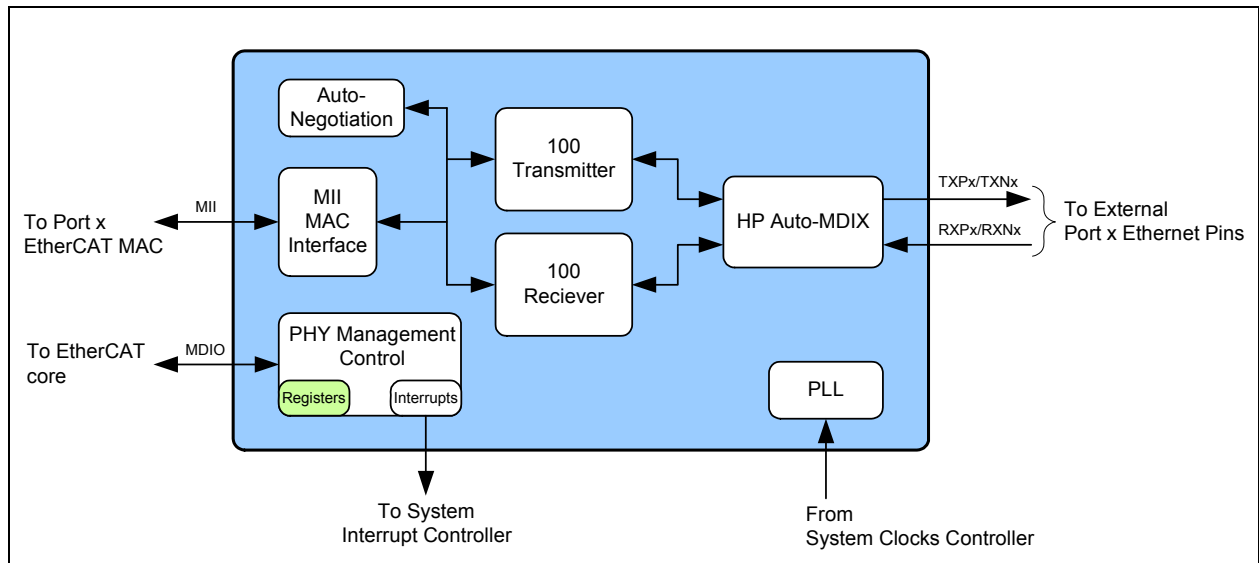 Auto-
Negotiation
100
Transmitter
MII
MAC
Interface
HP Auto-MDIX
100
Reciever
To Port x
EtherCAT MAC
MII
TXPx/TXNx
RXPx/RXNx
To External
Port x Ethernet Pins
To EtherCAT
core
MDIO
PHY Management
Control
Registers
Interrupts
PLL
To System
Interrupt Controller
From
System Clocks Controller